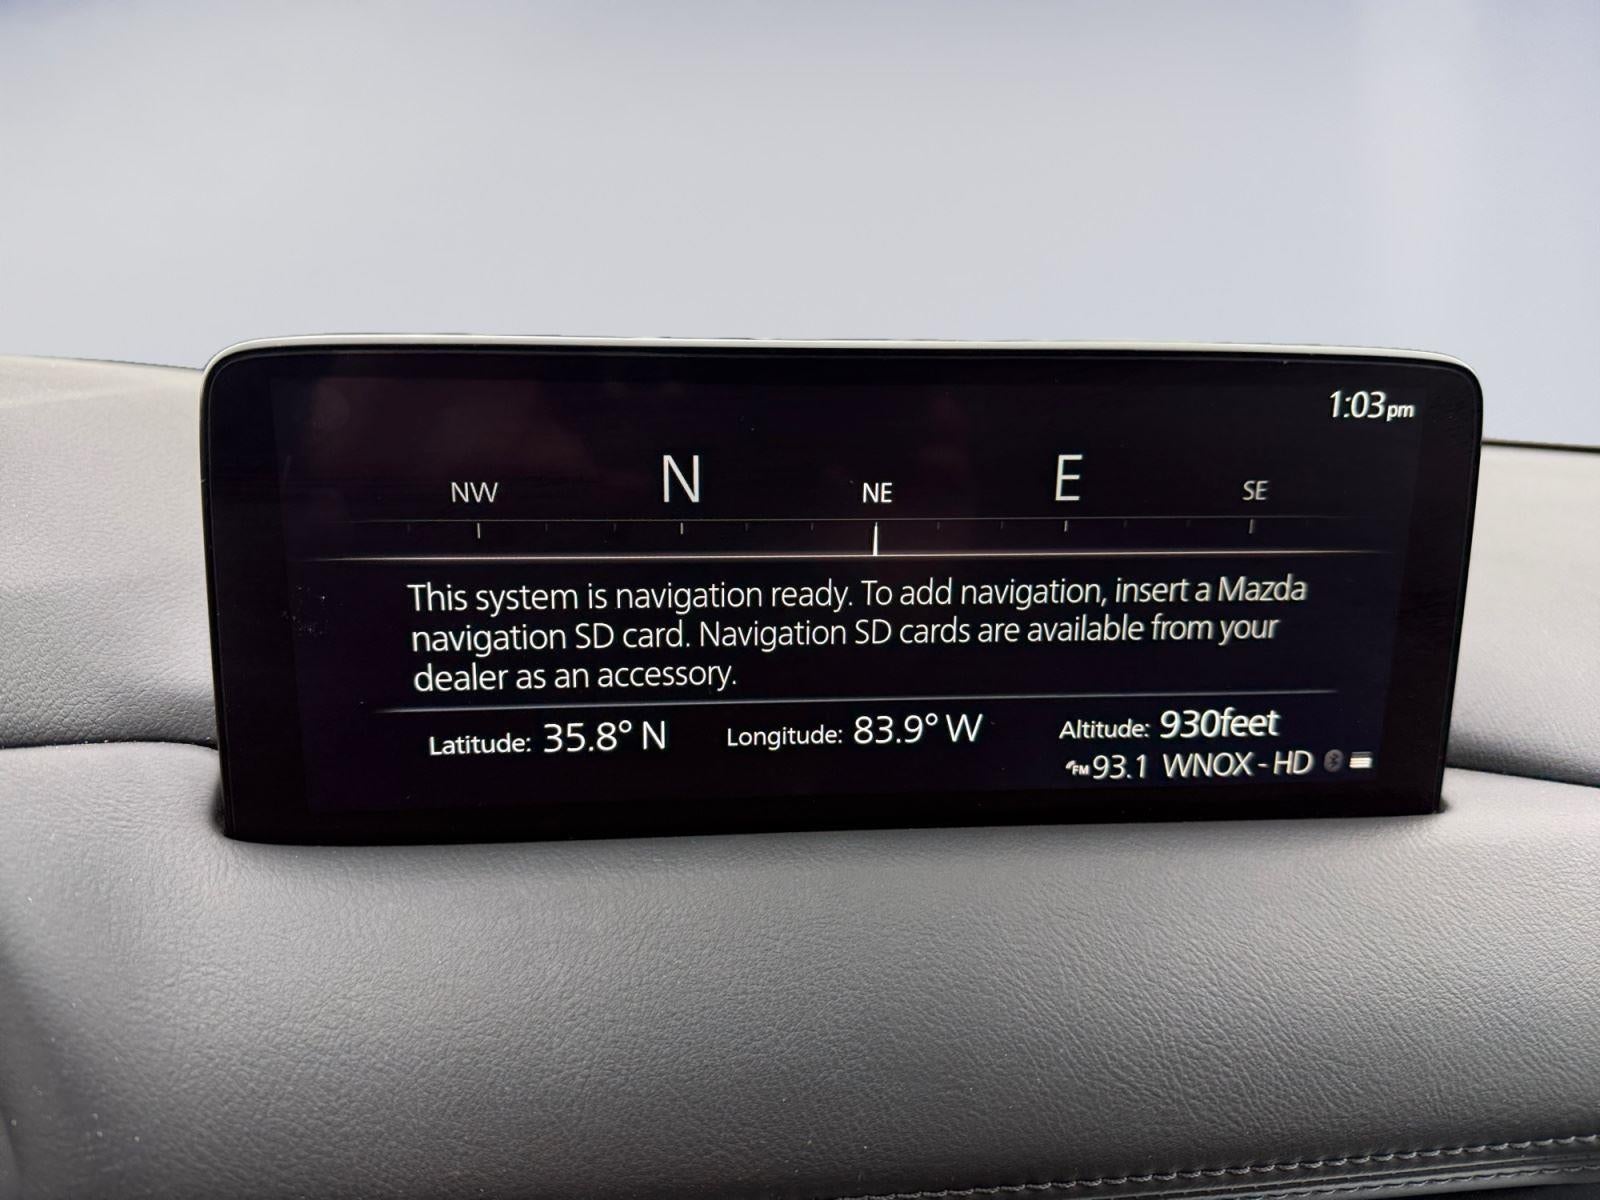 1:03pm
NW N NE E SE
This system is navigation ready. To add navigation, insert a Mazda
navigation SD card. Navigation SD cards are available from your
dealer as an accessory.
Latitude: 35.8° N Longitude: 83.9° W Altitude: 930feet
FM 93.1 WNOX - HD